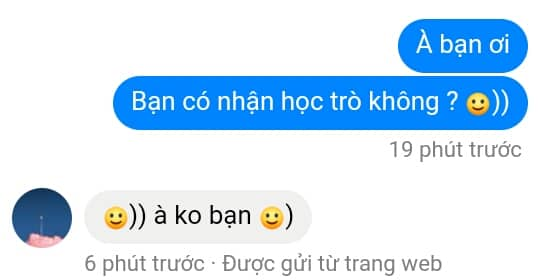 À bạn ơi
Bạn có nhận học trò không ? 🙂))
19 phút trước
🙂)) à ko bạn 🙂)
6 phút trước · Được gửi từ trang web